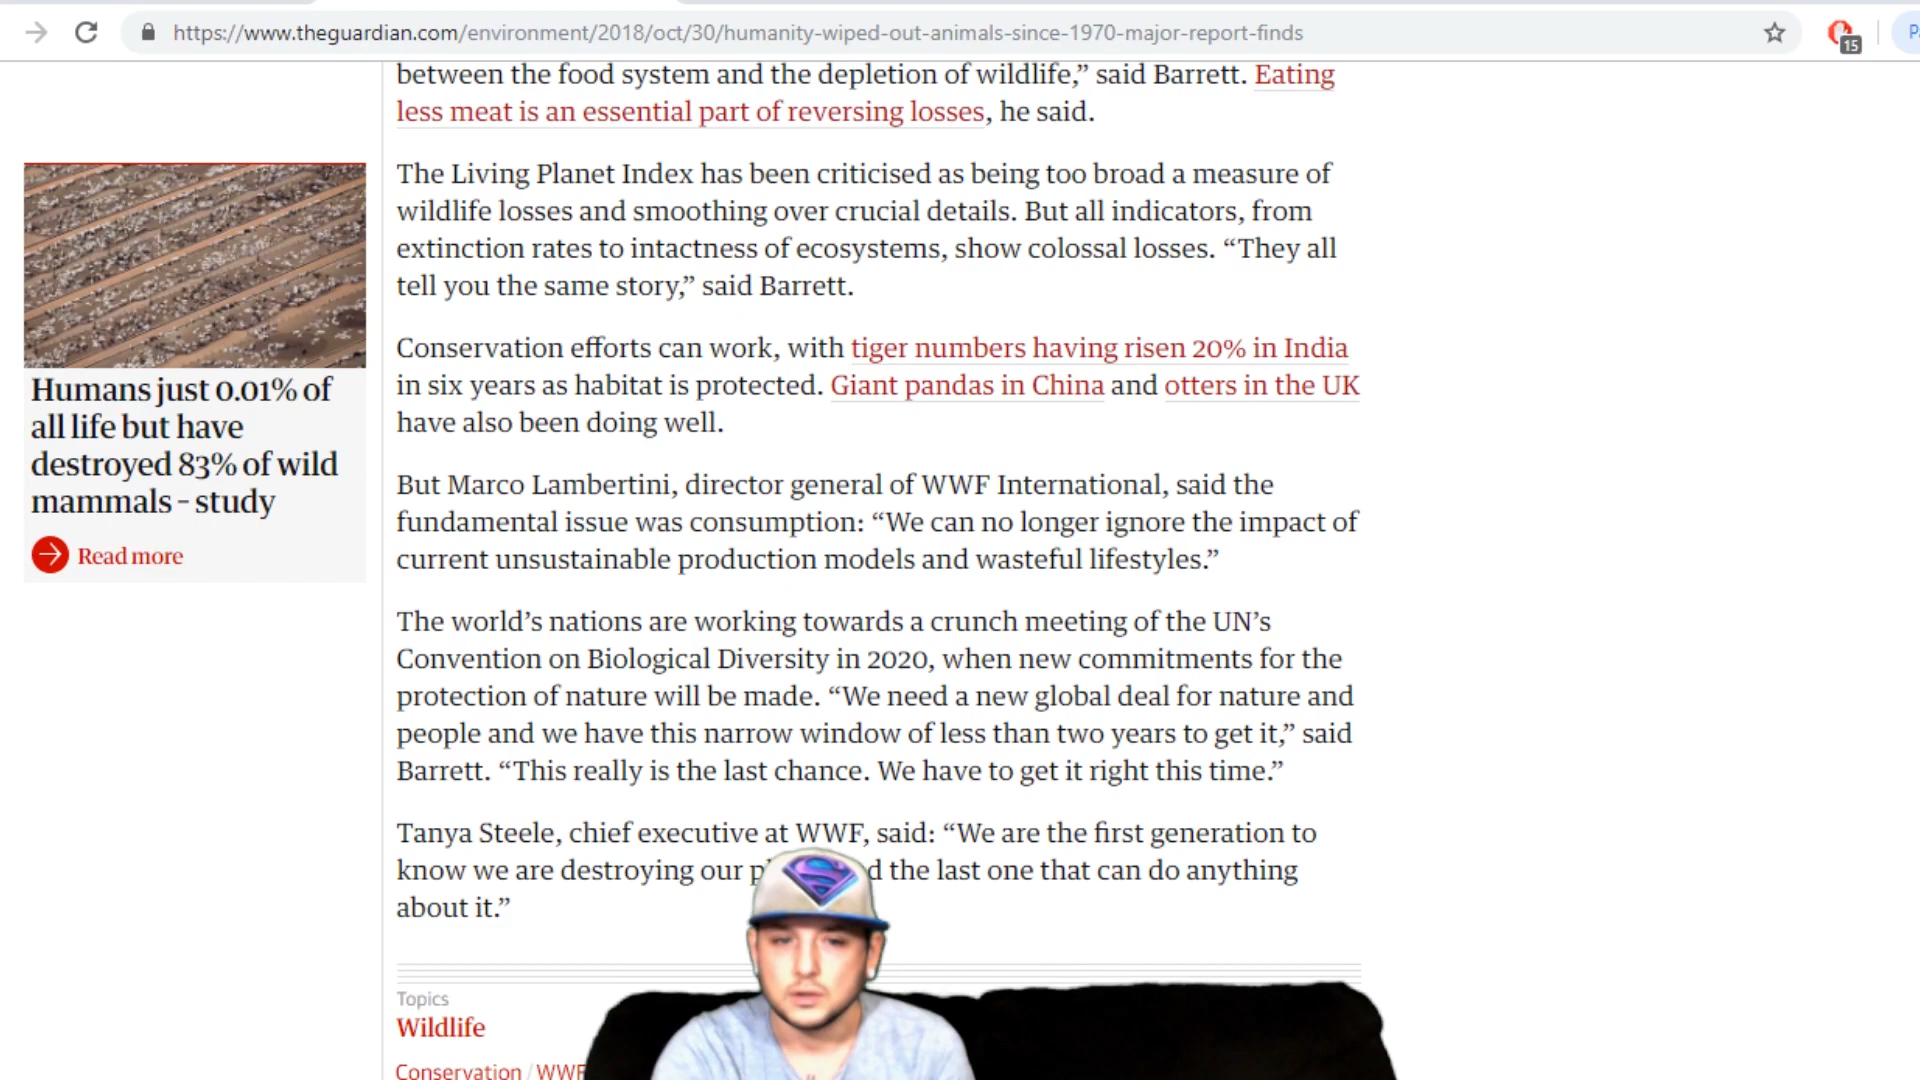 https://www.theguardian.com/environment/2018/oct/30/humanity-wiped-out-animals-since-1970-major-report-finds
15
between the food system and the depletion of wildlife,” said Barrett. Eating
less meat is an essential part of reversing losses, he said.
The Living Planet Index has been criticised as being too broad a measure of
wildlife losses and smoothing over crucial details. But all indicators, from
extinction rates to intactness of ecosystems, show colossal losses. “They all
tell you the same story,” said Barrett.
Conservation efforts can work, with tiger numbers having risen 20% in India
in six years as habitat is protected. Giant pandas in China and otters in the UK
have also been doing well.
But Marco Lambertini, director general of WWF International, said the
fundamental issue was consumption: “We can no longer ignore the impact of
current unsustainable production models and wasteful lifestyles.”
The world’s nations are working towards a crunch meeting of the UN’s
Convention on Biological Diversity in 2020, when new commitments for the
protection of nature will be made. “We need a new global deal for nature and
people and we have this narrow window of less than two years to get it,” said
Barrett. “This really is the last chance. We have to get it right this time.”
Tanya Steele, chief executive at WWF, said: “We are the first generation to
know we are destroying our the last one that can do anything
about it.”
Humans just 0.01% of
all life but have
destroyed 83% of wild
mammals – study
Read more
Topics
Wildlife
Conservation / WWF